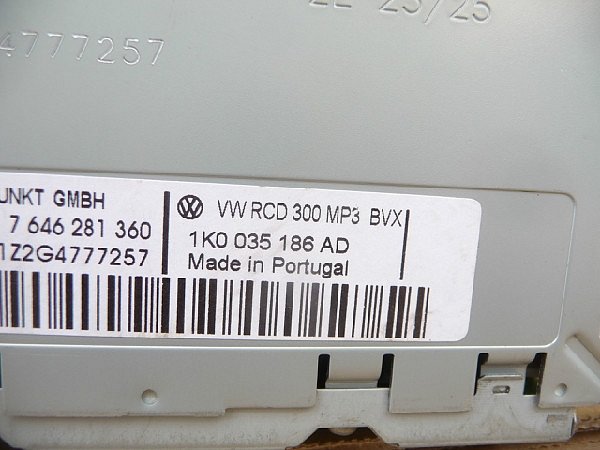 4777257
UNKT GMBH
7 646 281 360
1Z2G4777257
VW RCD 300 MP3 BVX
1K0 035 186 AD
Made in Portugal